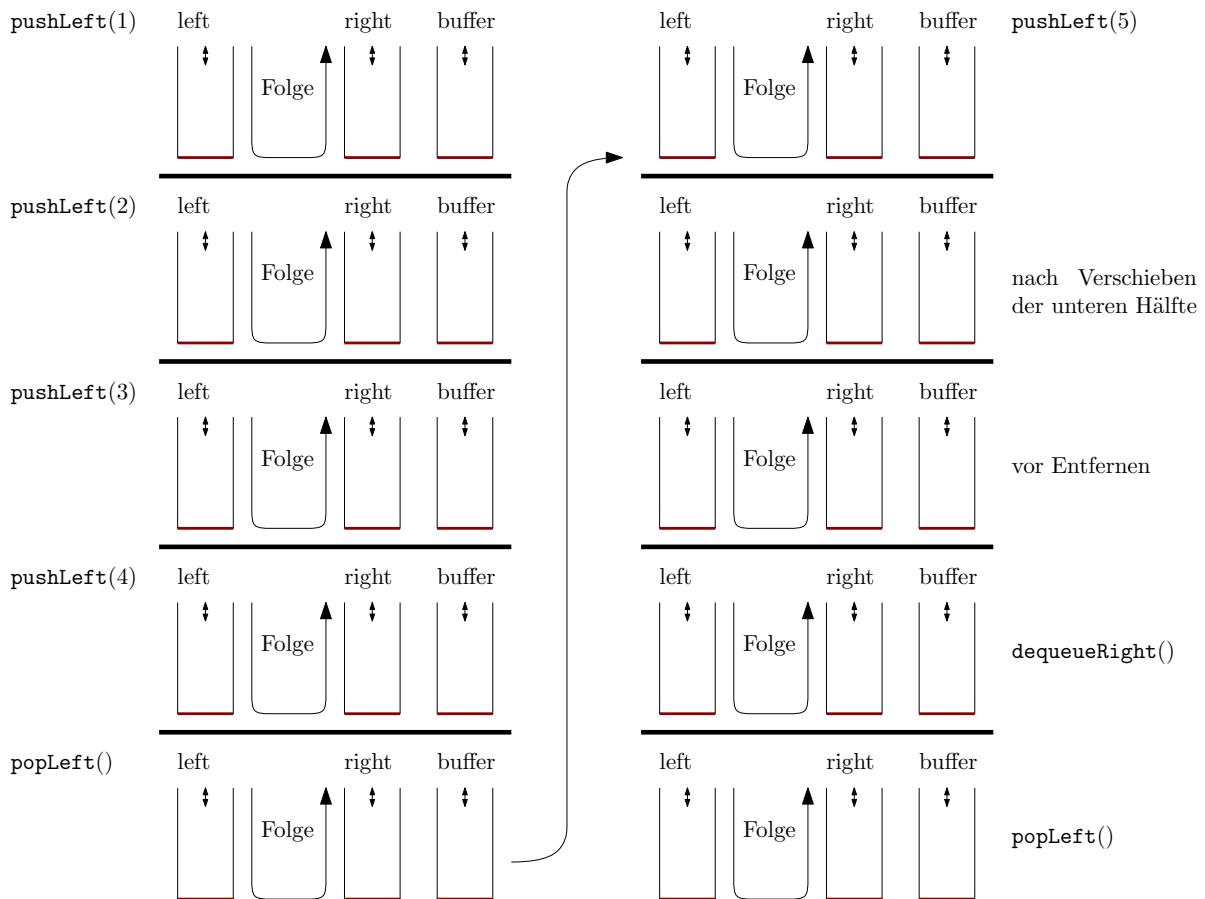 pushLeft(1) left right buffer
Folge
pushLeft(2) left right buffer
Folge
pushLeft(3) left right buffer
Folge
pushLeft(4) left right buffer
Folge
popLeft() left right buffer
Folge
left right buffer pushLeft(5)
Folge
left right buffer
Folge
nach Verschieben
der unteren Hälfte
left right buffer
Folge
vor Entfernen
left right buffer
Folge
dequeueRight()
left right buffer
Folge
popLeft()